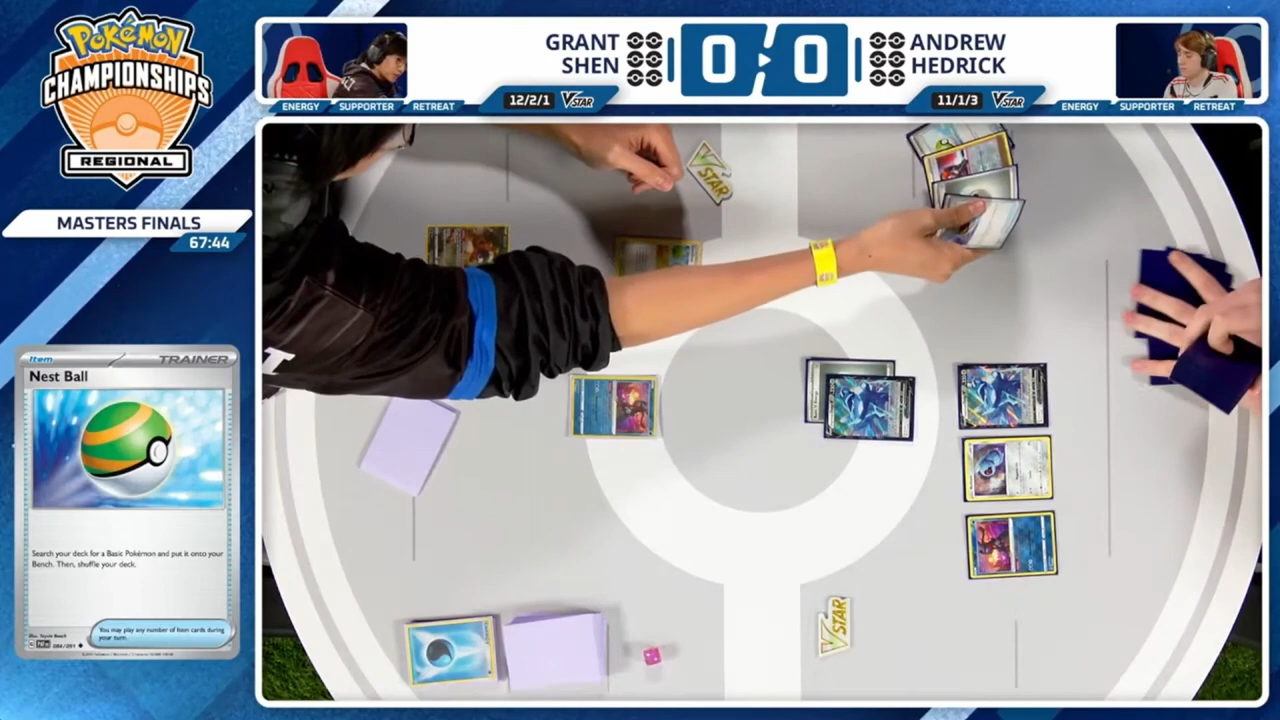 Pokémon
CHAMPIONSHIPS
REGIONAL
MASTERS FINALS
67:44
GRANT
SHEN
0
0
ANDREW
HEDRICK
ENERGY
SUPPORTER
RETREAT
12/2/1
VSTAR
11/1/3
VSTAR
ENERGY
SUPPORTER
RETREAT
Item
TRAINER
Nest Ball
Search your deck for a Basic Pokémon and put it onto your
Bench. Then, shuffle your deck.
You may play any number of Item cards during
your turn.
VSTAR
VSTAR